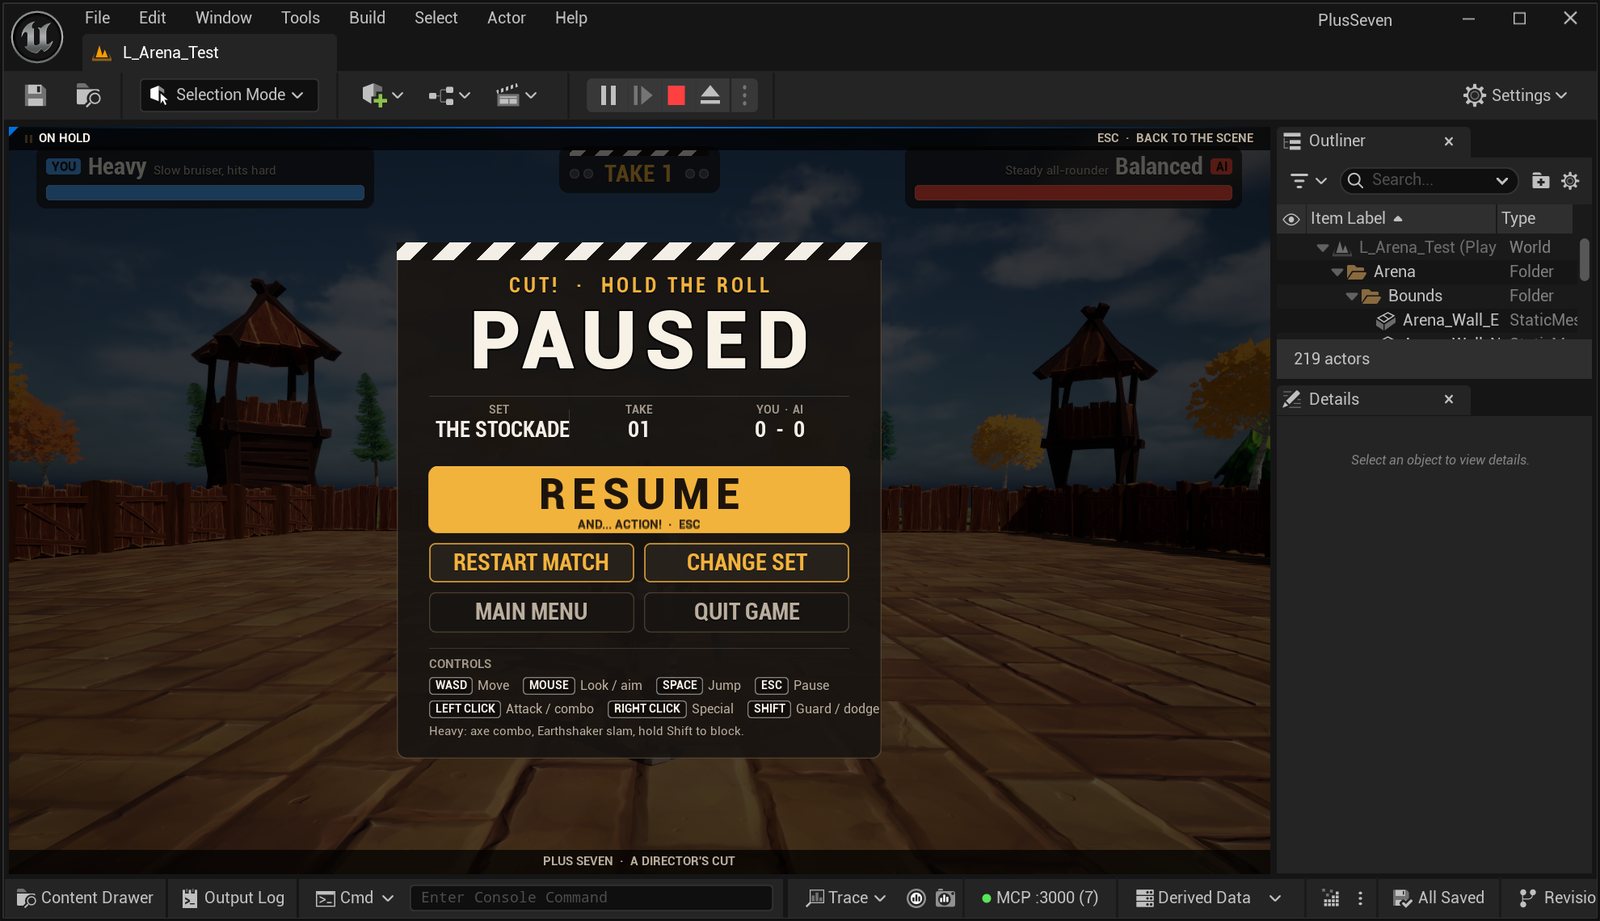 File Edit Window Tools Build Select Actor Help
PlusSeven
L_Arena_Test
Selection Mode
Settings
ON HOLD
ESC · BACK TO THE SCENE
YOU Heavy Slow bruiser, hits hard
TAKE 1
Steady all-rounder Balanced AI
CUT! · HOLD THE ROLL
PAUSED
SET TAKE YOU · AI
THE STOCKADE 01 0 - 0
RESUME
AND... ACTION! · ESC
RESTART MATCH CHANGE SET
MAIN MENU QUIT GAME
CONTROLS
WASD Move MOUSE Look / aim SPACE Jump ESC Pause
LEFT CLICK Attack / combo RIGHT CLICK Special SHIFT Guard / dodge
Heavy: axe combo, Earthshaker slam, hold Shift to block.
PLUS SEVEN · A DIRECTOR'S CUT
Outliner
Search...
Item Label Type
L_Arena_Test (Play World
Arena Folder
Bounds Folder
Arena_Wall_E StaticMes
219 actors
Details
Select an object to view details.
Content Drawer Output Log Cmd Enter Console Command Trace MCP :3000 (7) Derived Data All Saved Revisio